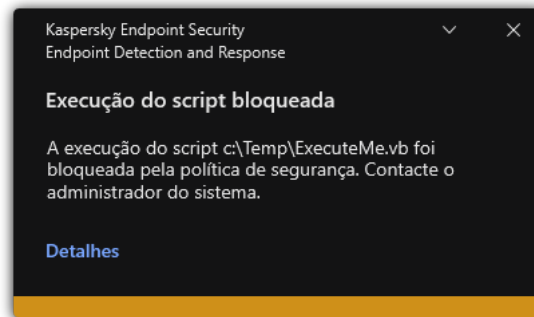 Kaspersky Endpoint Security
Endpoint Detection and Response
Execução do script bloqueada
A execução do script c:\Temp\ExecuteMe.vb foi
bloqueada pela política de segurança. Contacte o
administrador do sistema.
Detalhes